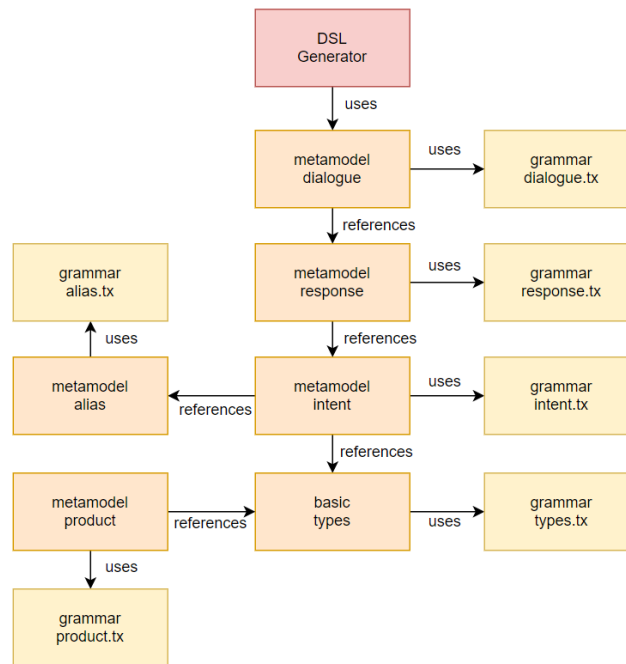 DSL
Generator
uses
metamodel
dialogue
uses
grammar
dialogue.tx
references
grammar
alias.tx
metamodel
response
uses
grammar
response.tx
uses
references
metamodel
alias
references
metamodel
intent
uses
grammar
intent.tx
references
metamodel
product
references
basic
types
uses
grammar
types.tx
uses
grammar
product.tx